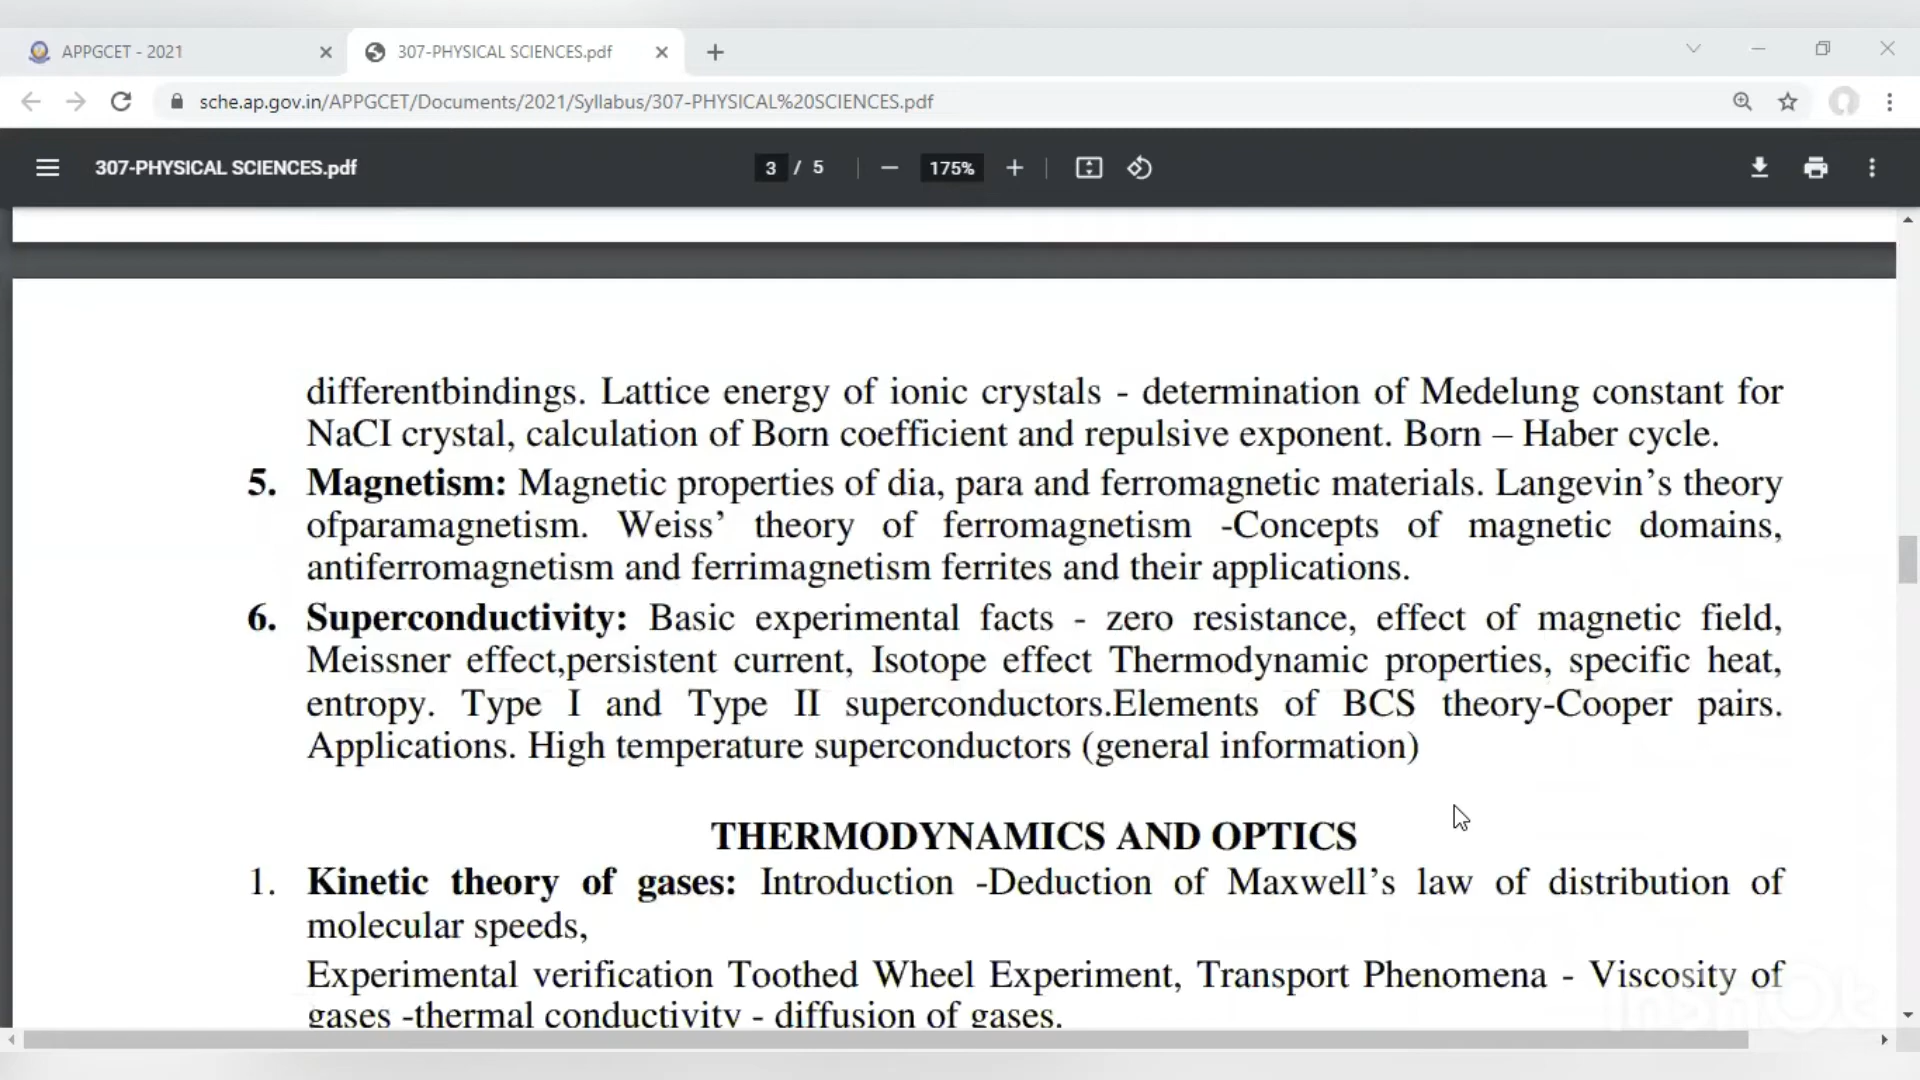 APPGCET - 2021
307-PHYSICAL SCIENCES.pdf
sche.ap.gov.in/APPGCET/Documents/2021/Syllabus/307-PHYSICAL%20SCIENCES.pdf
307-PHYSICAL SCIENCES.pdf
3 / 5
175%
differentbindings. Lattice energy of ionic crystals - determination of Medelung constant for
NaCI crystal, calculation of Born coefficient and repulsive exponent. Born – Haber cycle.
5. Magnetism: Magnetic properties of dia, para and ferromagnetic materials. Langevin’s theory
ofparamagnetism. Weiss’ theory of ferromagnetism -Concepts of magnetic domains,
antiferromagnetism and ferrimagnetism ferrites and their applications.
6. Superconductivity: Basic experimental facts - zero resistance, effect of magnetic field,
Meissner effect,persistent current, Isotope effect Thermodynamic properties, specific heat,
entropy. Type I and Type II superconductors.Elements of BCS theory-Cooper pairs.
Applications. High temperature superconductors (general information)
THERMODYNAMICS AND OPTICS
1. Kinetic theory of gases: Introduction -Deduction of Maxwell’s law of distribution of
molecular speeds,
Experimental verification Toothed Wheel Experiment, Transport Phenomena - Viscosity of
gases -thermal conductivity - diffusion of gases.